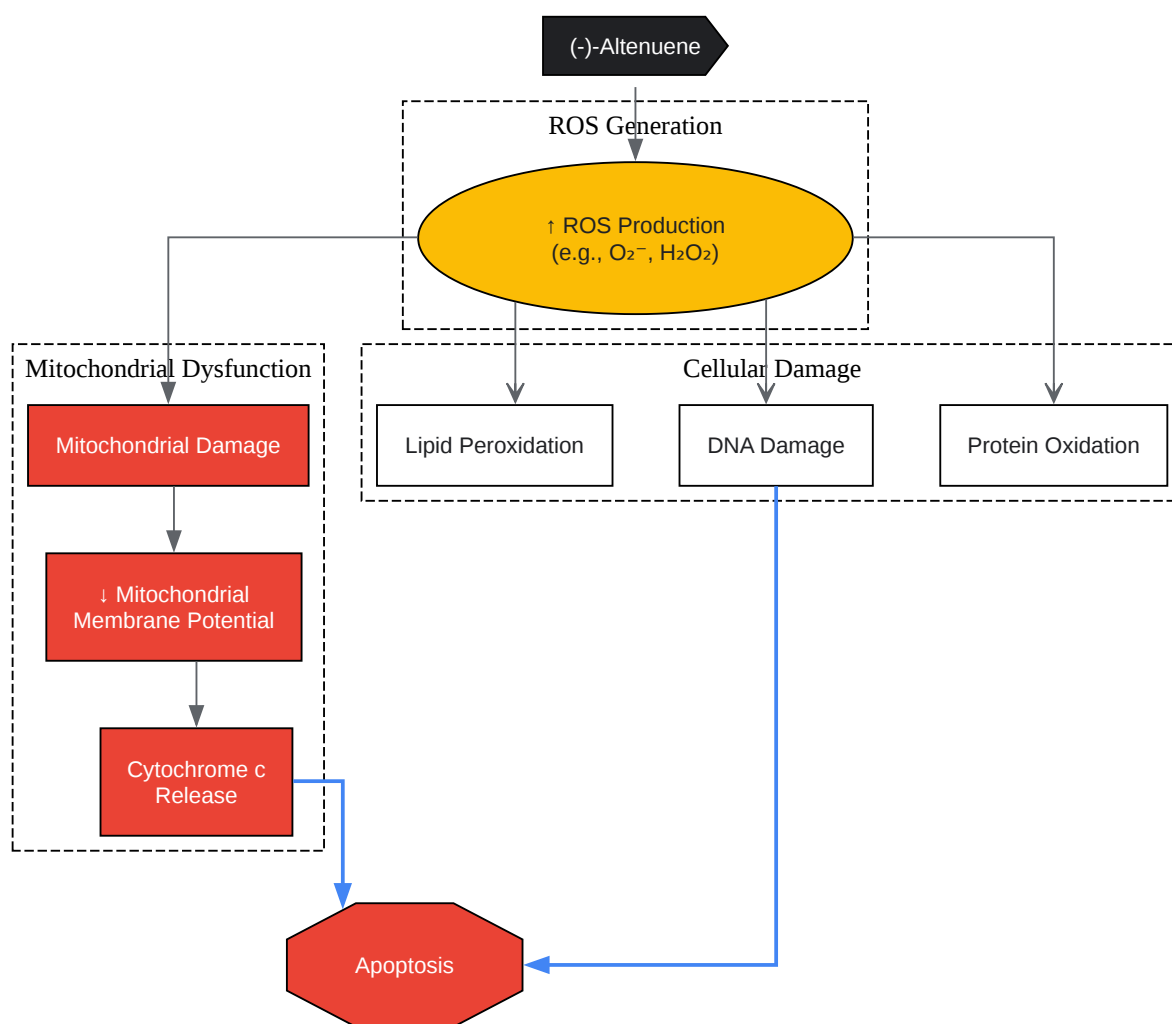 (-)-Altenuene
ROS Generation
↑ ROS Production
(e.g., O₂⁻, H₂O₂)
Mitochondrial Dysfunction
Cellular Damage
Mitochondrial Damage
Lipid Peroxidation
DNA Damage
Protein Oxidation
↓ Mitochondrial
Membrane Potential
Cytochrome c
Release
Apoptosis